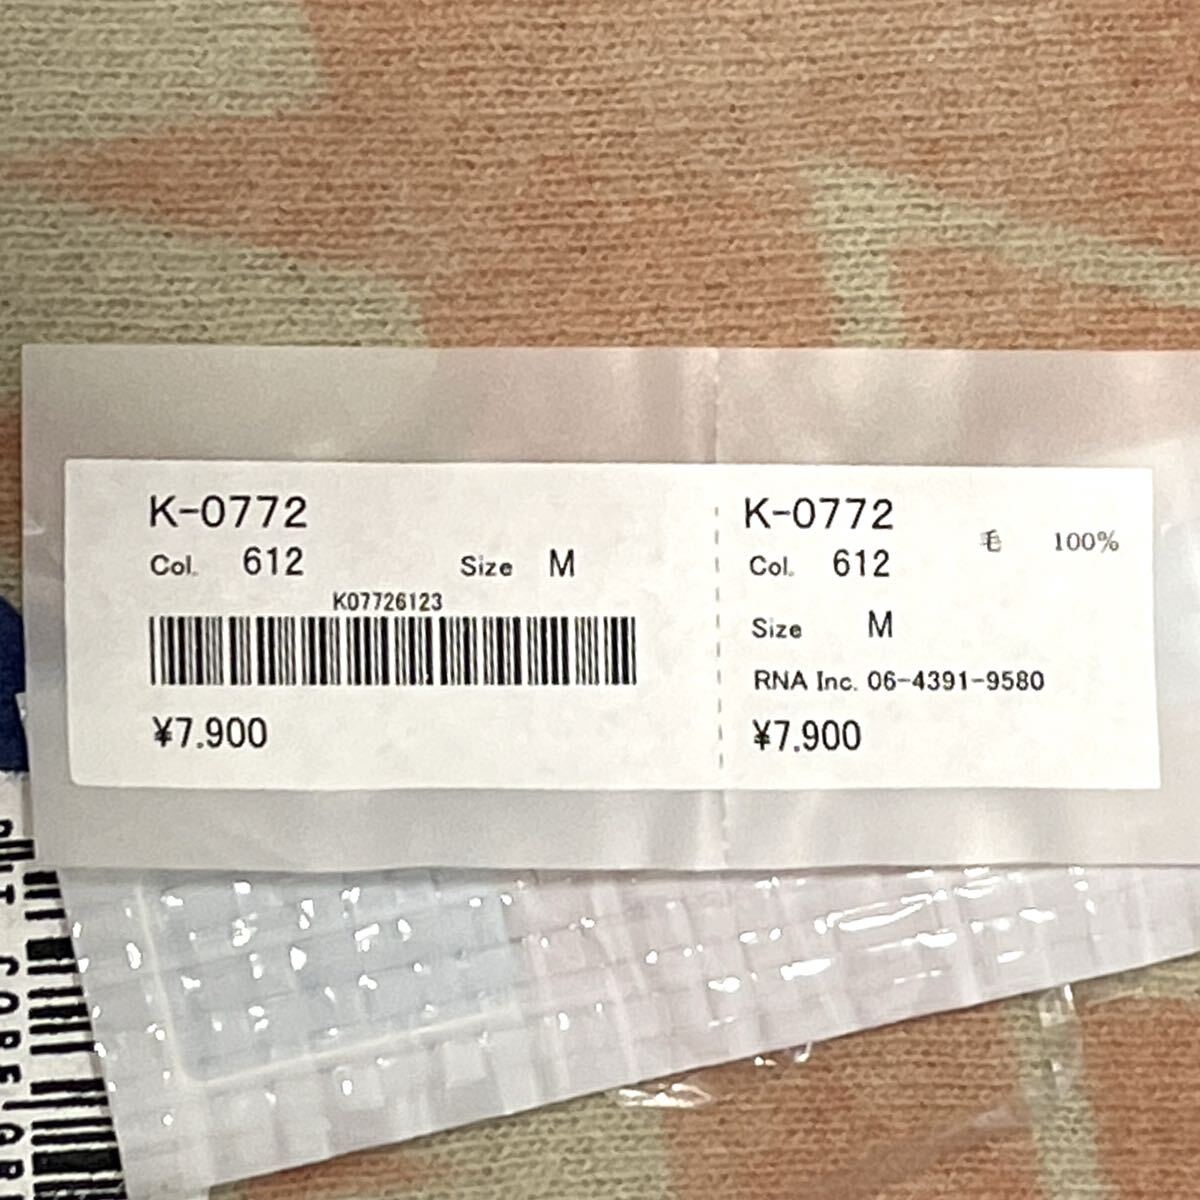 K-0772
Col. 612 Size M
K07726123
¥7.900
K-0772
Col. 612
毛 100%
Size M
RNA Inc. 06-4391-9580
¥7.900